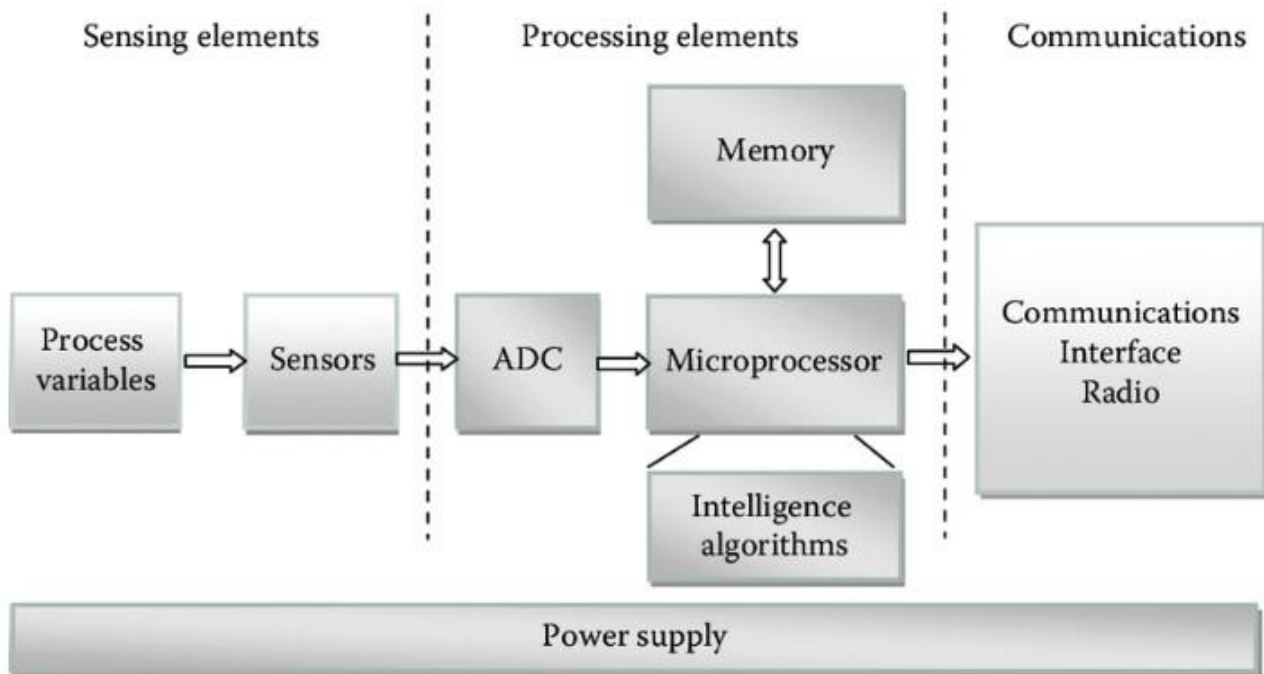 Sensing elements
Processing elements
Communications
Memory
Process
variables
Sensors
ADC
Microprocessor
Communications
Interface
Radio
Intelligence
algorithms
Power supply